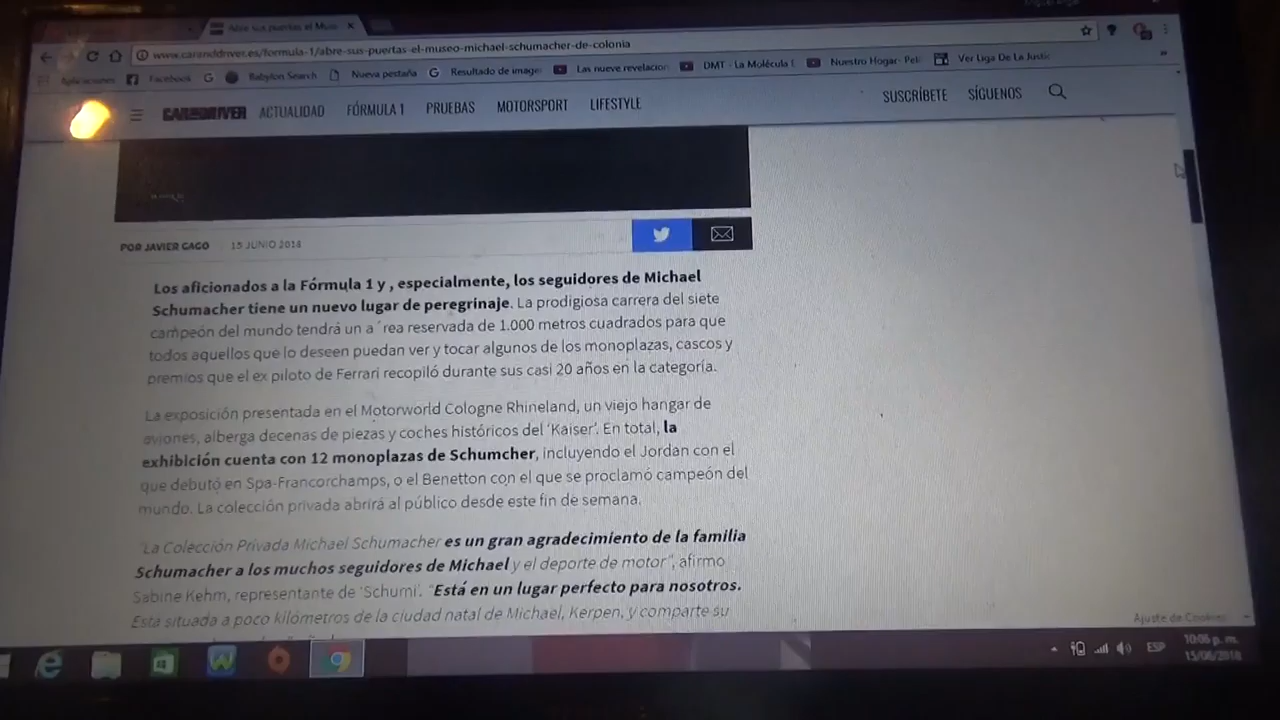 Abre sus puertas el Muse
www.caranddriver.es/formula-1/abre-sus-puertas-el-museo-michael-schumacher-de-colonia
Aplicaciones Facebook Babylon Search Nueva pestaña Resultado de image Las nueve revelacion DMT - La Molécula Nuestro Hogar- Pel Ver Liga De La Justic
CAR AND DRIVER ACTUALIDAD FÓRMULA 1 PRUEBAS MOTORSPORT LIFESTYLE SUSCRÍBETE SÍGUENOS
POR JAVIER GAGO 15 JUNIO 2018
Los aficionados a la Fórmula 1 y , especialmente, los seguidores de Michael
Schumacher tiene un nuevo lugar de peregrinaje. La prodigiosa carrera del siete
campeón del mundo tendrá un a´rea reservada de 1.000 metros cuadrados para que
todos aquellos que lo deseen puedan ver y tocar algunos de los monoplazas, cascos y
premios que el ex piloto de Ferrari recopiló durante sus casi 20 años en la categoría.
La exposición presentada en el Motorworld Cologne Rhineland, un viejo hangar de
aviones, alberga decenas de piezas y coches históricos del 'Kaiser'. En total, la
exhibición cuenta con 12 monoplazas de Schumcher, incluyendo el Jordan con el
que debutó en Spa-Francorchamps, o el Benetton con el que se proclamó campeón del
mundo. La colección privada abrirá al público desde este fin de semana.
"La Colección Privada Michael Schumacher es un gran agradecimiento de la familia
Schumacher a los muchos seguidores de Michael y el deporte de motor", afirmo
Sabine Kehm, representante de 'Schumi'. "Está en un lugar perfecto para nosotros.
Está situada a poco kilómetros de la ciudad natal de Michael, Kerpen, y comparte su
Ajuste de Cookies
ESP
10:06 p. m.
15/06/2018